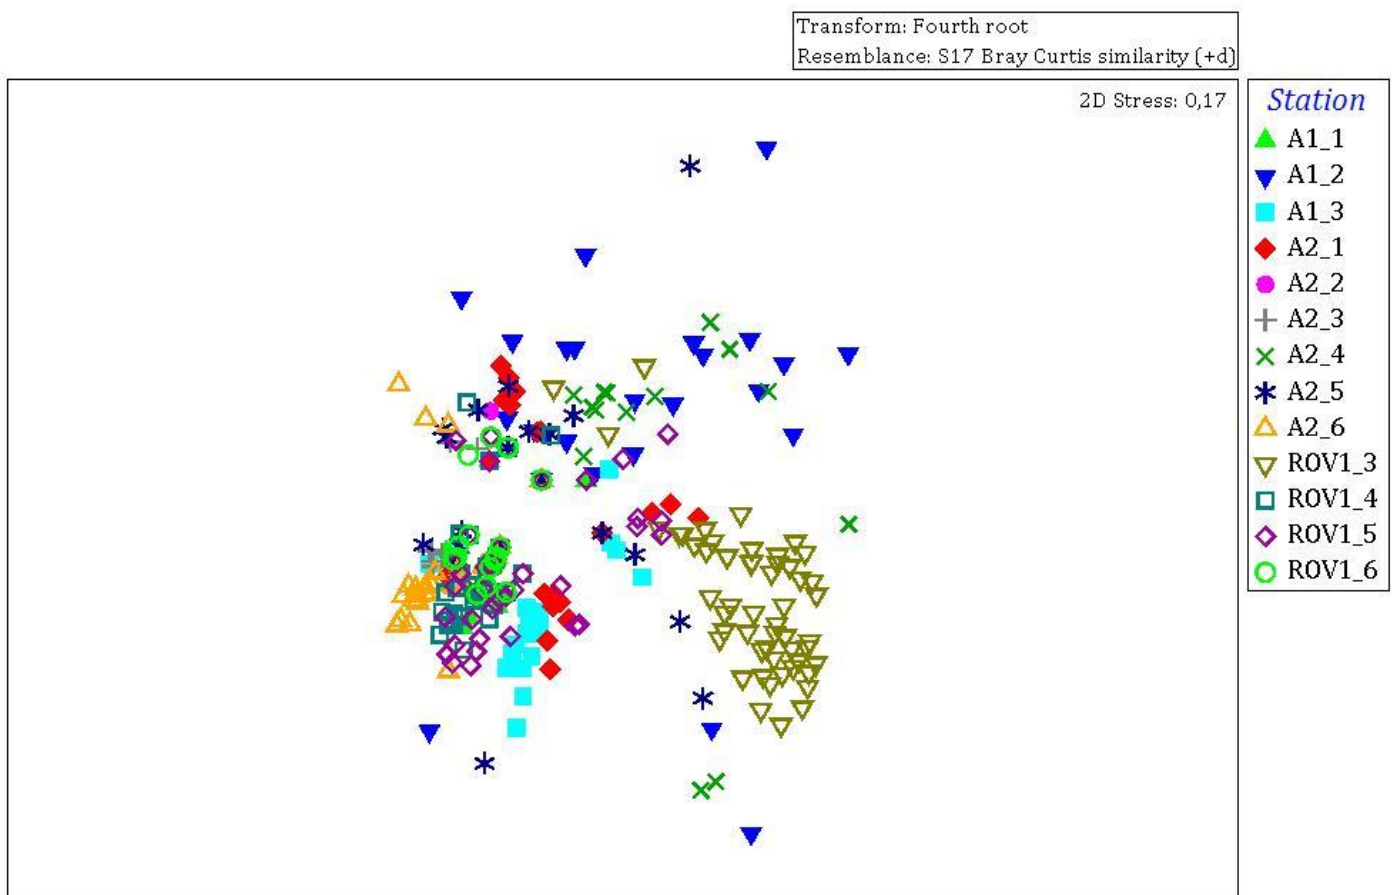 Transform: Fourth root
Resemblance: S17 Bray Curtis similarity (+d)
2D Stress: 0,17
Station
A1_1
A1_2
A1_3
A2_1
A2_2
A2_3
A2_4
A2_5
A2_6
ROV1_3
ROV1_4
ROV1_5
ROV1_6